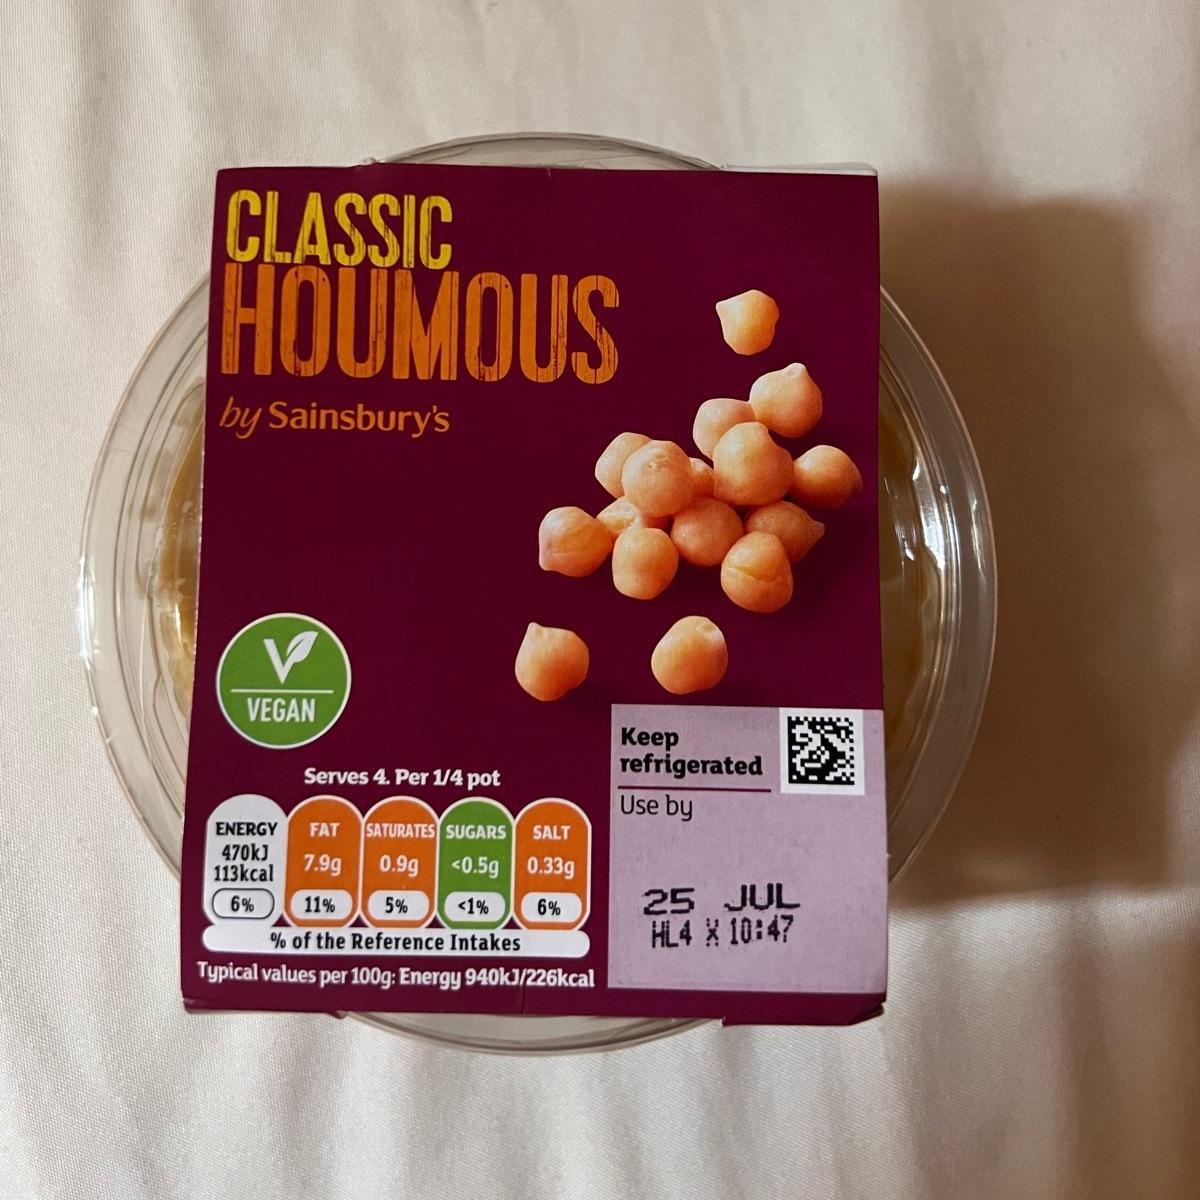 CLASSIC
HOUMOUS
by Sainsbury's
VEGAN
Serves 4. Per 1/4 pot
ENERGY FAT SATURATES SUGARS SALT
470kJ
113kcal 7.9g 0.9g <0.5g 0.33g
6% 11% 5% <1% 6%
% of the Reference Intakes
Typical values per 100g: Energy 940kJ/226kcal
Keep
refrigerated
Use by
25 JUL
HL4 X 10:47